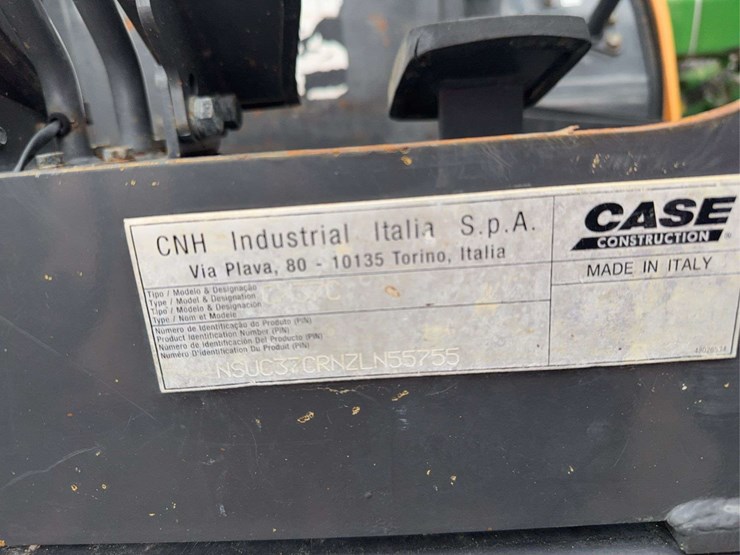 CNH Industrial Italia S.p.A.
Via Plava, 80 - 10135 Torino, Italia
CASE
CONSTRUCTION
MADE IN ITALY
Tipo / Modelo & Designação
Type / Model & Designation
Tipo / Modelo & Designación
Type / Nom et Modele
Número de Identificação do Produto (PIN)
Product Identification Number (PIN)
Número de Identificación Del Producto (PIN)
Numéro D'identification Du Produit (PIN)
NSUC37CRNZLN55755